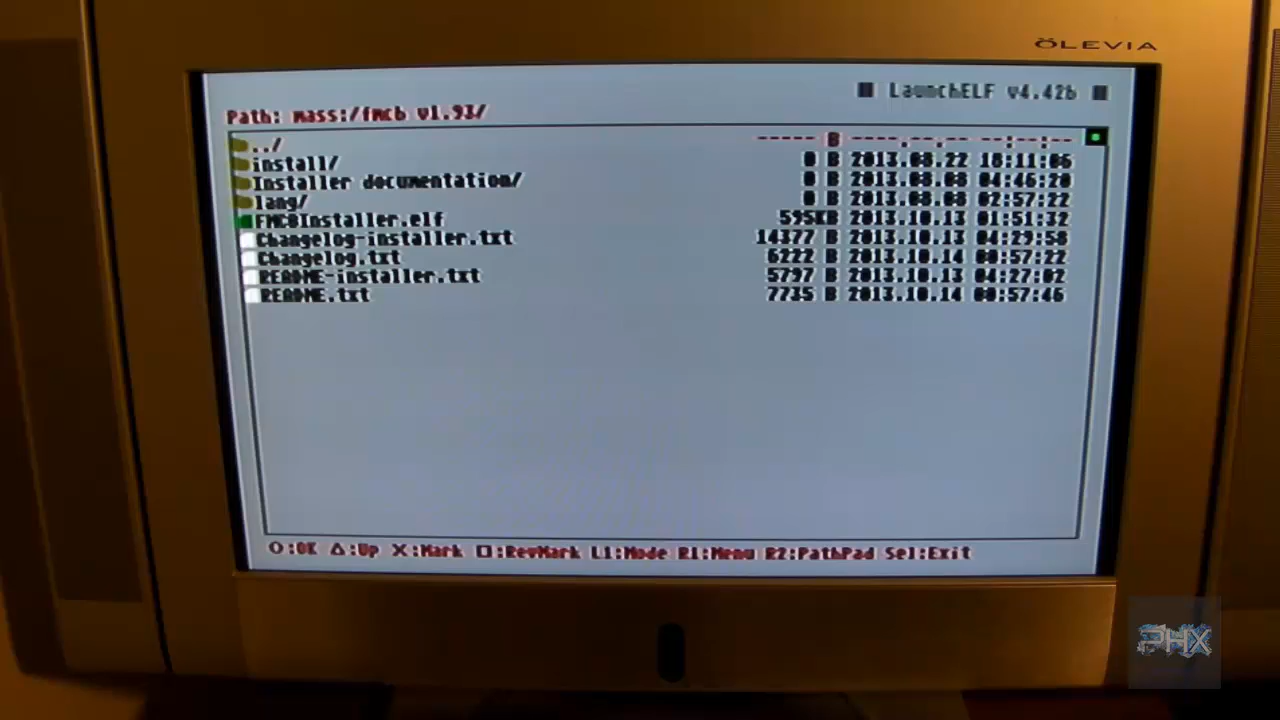 ÖLEVIA
LaunchELF v4.42b
Path: mass:/fmcb v1.93/
../ ----- B ----.--.-- --:--:--
install/ 0 B 2013.08.22 18:11:06
Installer documentation/ 0 B 2013.08.08 04:46:20
lang/ 0 B 2013.08.08 02:57:22
FMCBInstaller.elf 595KB 2013.10.13 01:51:32
Changelog-installer.txt 14377 B 2013.10.13 04:29:58
Changelog.txt 6222 B 2013.10.14 00:57:22
README-installer.txt 5797 B 2013.10.13 04:27:02
README.txt 7735 B 2013.10.14 00:57:46
O:OK △:Up X:Mark □:RevMark L1:Mode R1:Menu R2:PathPad Sel:Exit
PHX